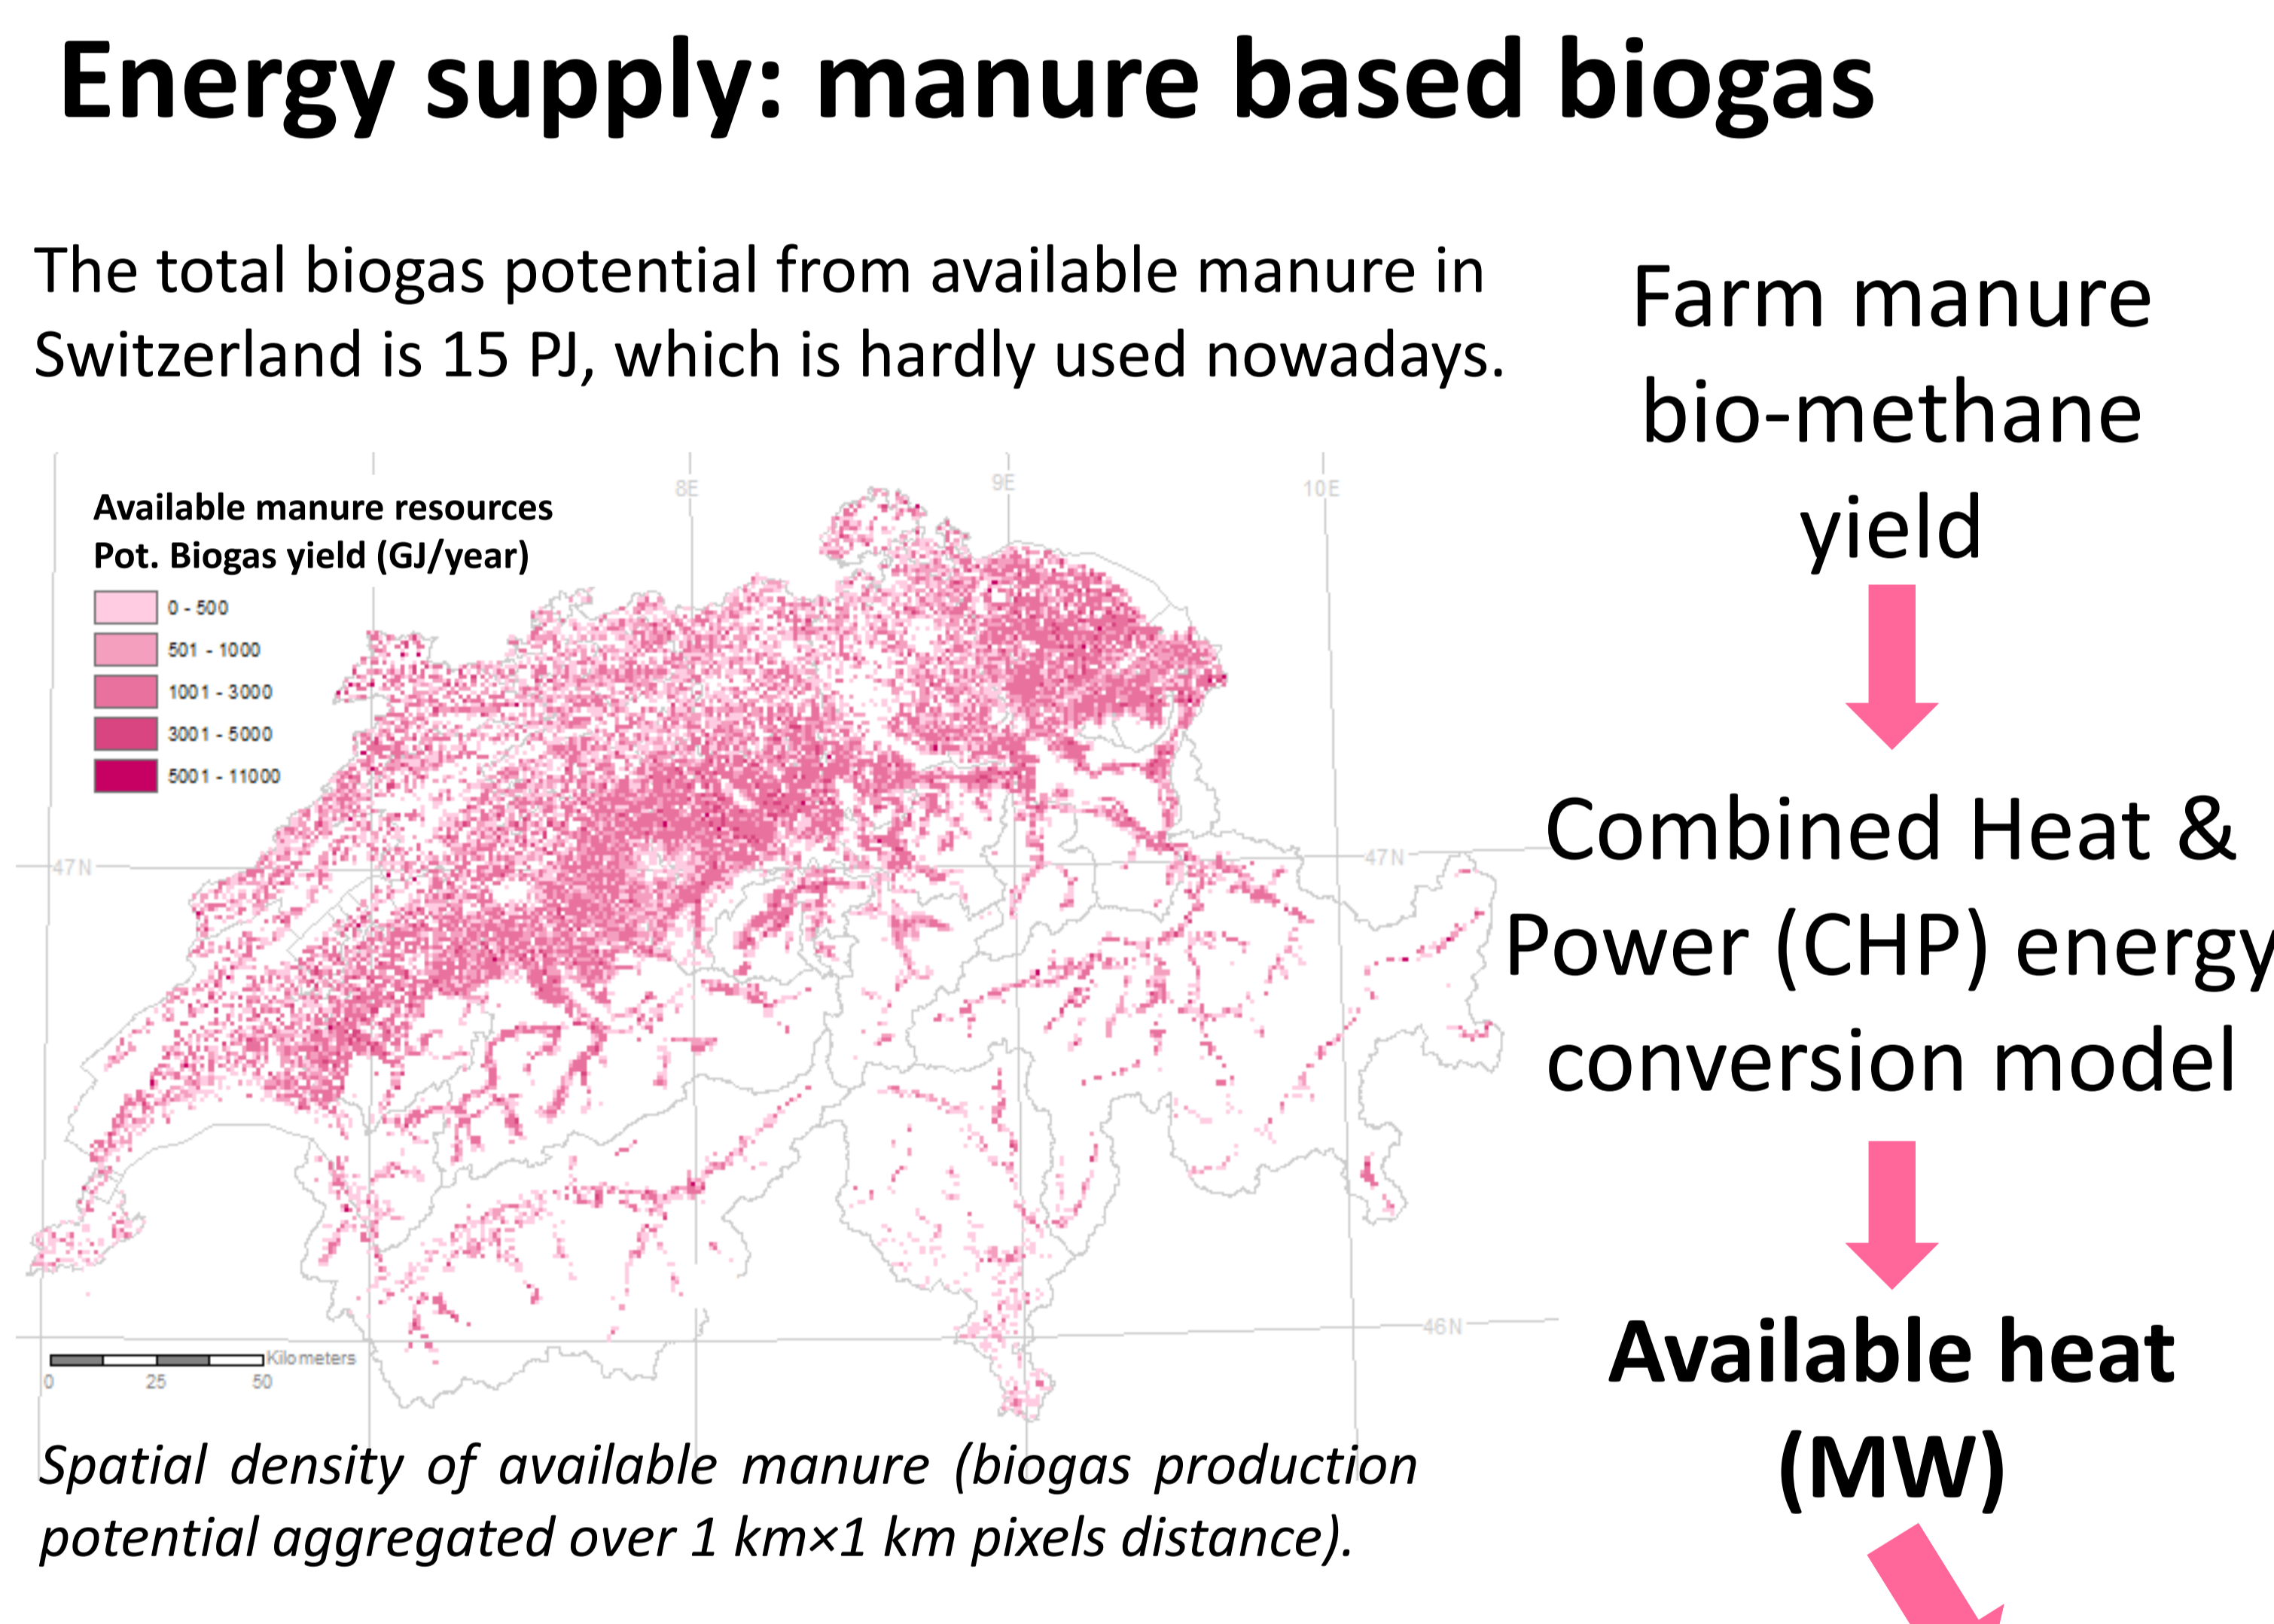 Energy supply: manure based biogas
The total biogas potential from available manure in
Switzerland is 15 PJ, which is hardly used nowadays.
Available manure resources
Pot. Biogas yield (GJ/year)
0 - 500
501 - 1000
1001 - 3000
3001 - 5000
5001 - 11000
8E
9E
10E
47N
47N
46N
Kilometers
0 25 50
Spatial density of available manure (biogas production
potential aggregated over 1 km×1 km pixels distance).
Farm manure
bio-methane
yield
Combined Heat &
Power (CHP) energy
conversion model
Available heat
(MW)